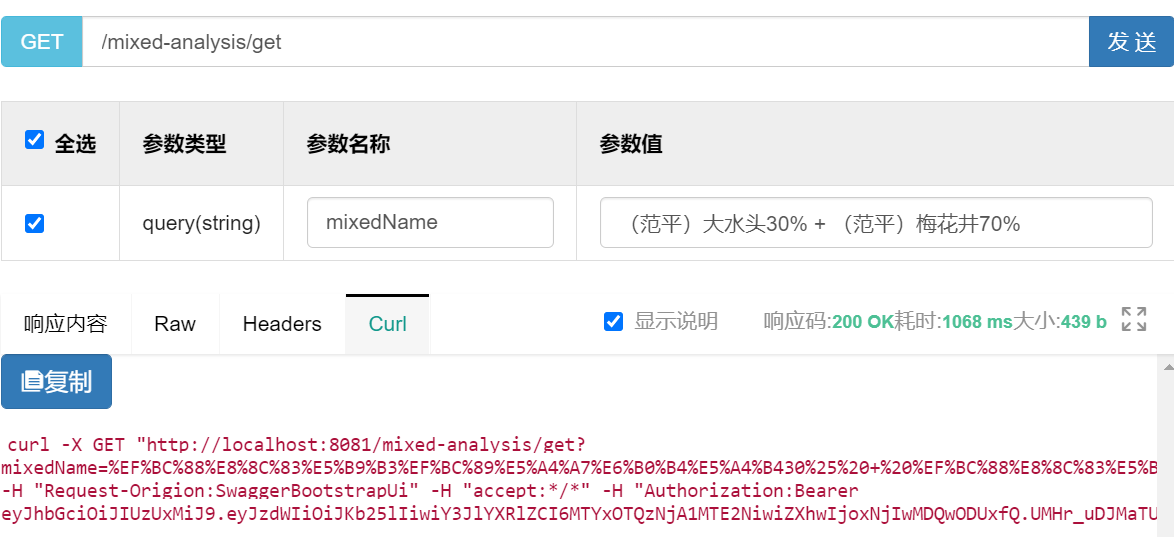 GET /mixed-analysis/get 发 送
全选 参数类型 参数名称 参数值
query(string) mixedName （范平）大水头30% + （范平）梅花井70%
响应内容 Raw Headers Curl 显示说明 响应码:200 OK耗时:1068 ms大小:439 b
复制
curl -X GET "http://localhost:8081/mixed-analysis/get?
mixedName=%EF%BC%88%E8%8C%83%E5%B9%B3%EF%BC%89%E5%A4%A7%E6%B0%B4%E5%A4%B430%25%20+%20%EF%BC%88%E8%8C%83%E5%B
-H "Request-Origion:SwaggerBootstrapUi" -H "accept:*/*" -H "Authorization:Bearer
eyJhbGciOiJIUzUxMiJ9.eyJzdWIiOiJKb25lIiwiY3JlYXRlZCI6MTYxOTQzNjA1MTE2NiwiZXhwIjoxNjIwMDQwODUxfQ.UMHr_uDJMaTU